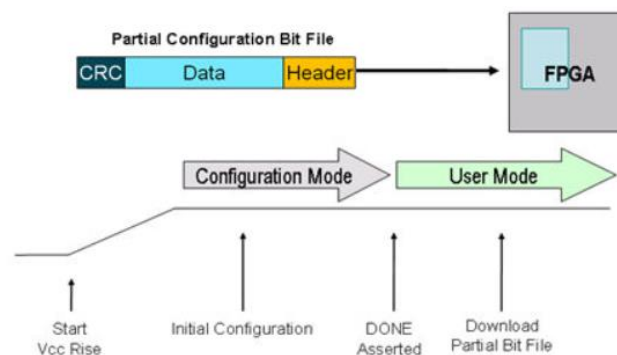 Partial Configuration Bit File
CRC Data Header
FPGA
Configuration Mode User Mode
Start Initial Configuration DONE Download
Vcc Rise Asserted Partial Bit File